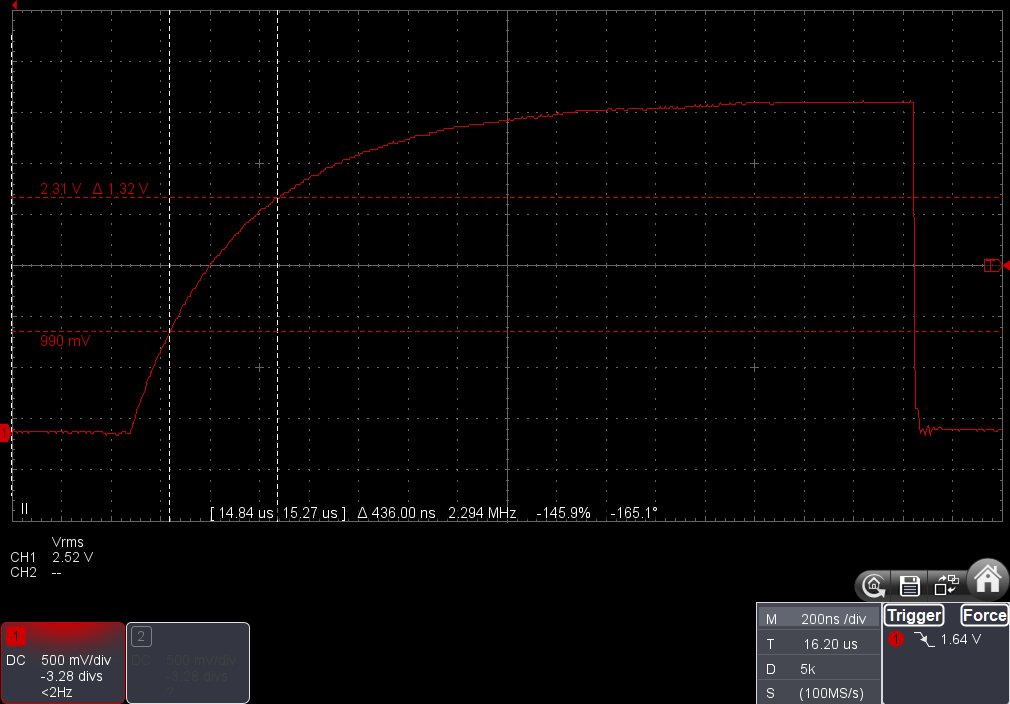 2.31 V Δ 1.32 V
T
990 mV
1
II
[ 14.84 us 15.27 us ] Δ 436.00 ns 2.294 MHz -145.9% -165.1°
Vrms
CH1 2.52 V
CH2 --
1
DC 500 mV/div
-3.28 divs
<2Hz
2
DC 500 mV/div
-3.28 divs
?
M 200ns /div
T 16.20 us
D 5k
S (100MS/s)
Trigger Force
1 1.64 V